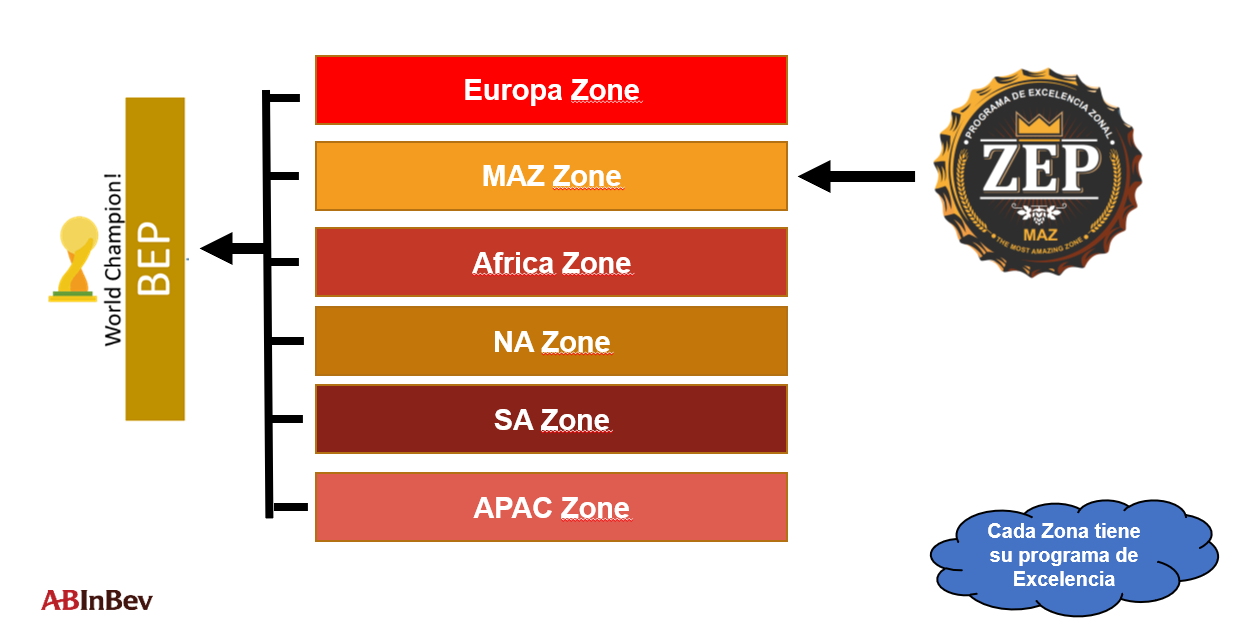 Europa Zone
MAZ Zone
Africa Zone
NA Zone
SA Zone
APAC Zone
World Champion!
BEP
PROGRAMA DE EXCELENCIA ZONAL
ZEP
MAZ
THE MOST AMAZING ZONE
Cada Zona tiene
su programa de
Excelencia
ABInBev